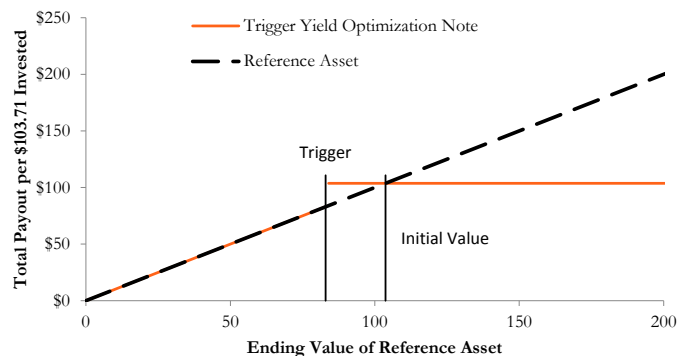 Total Payout per $103.71 Invested
$250
$200
$150
$100
$50
$0
Trigger Yield Optimization Note
Reference Asset
Trigger
Initial Value
0
50
100
150
200
Ending Value of Reference Asset